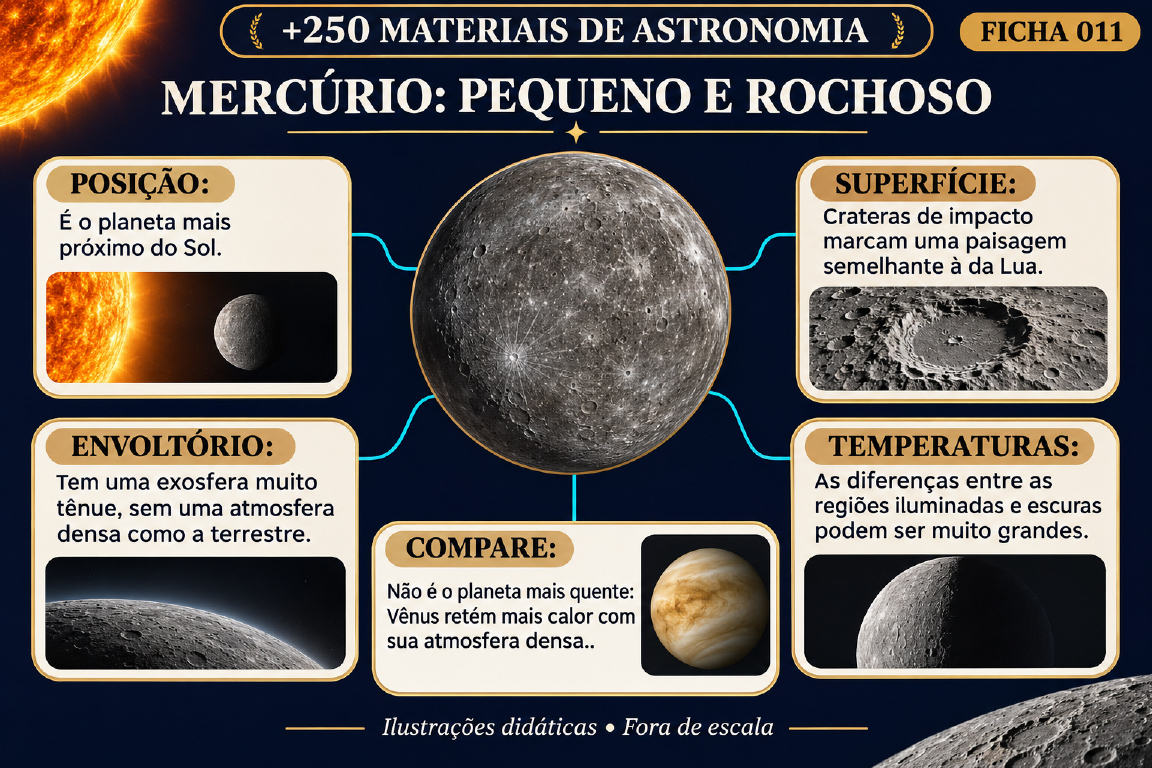 +250 MATERIAIS DE ASTRONOMIA
FICHA 011
MERCÚRIO: PEQUENO E ROCHOSO
POSIÇÃO:
É o planeta mais
próximo do Sol.
SUPERFÍCIE:
Crateras de impacto
marcam uma paisagem
semelhante à da Lua.
ENVOLTÓRIO:
Tem uma exosfera muito
tênue, sem uma atmosfera
densa como a terrestre.
TEMPERATURAS:
As diferenças entre as
regiões iluminadas e escuras
podem ser muito grandes.
COMPARE:
Não é o planeta mais quente:
Vênus retém mais calor com
sua atmosfera densa..
Ilustrações didáticas • Fora de escala